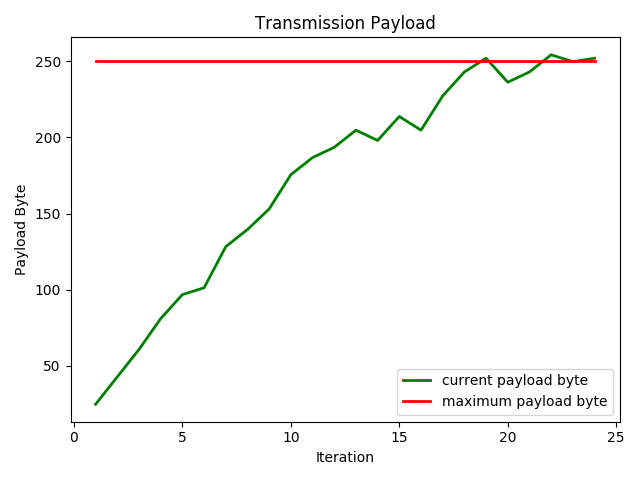 Transmission Payload
250
200
150
100
50
Payload Byte
0
5
10
15
20
25
Iteration
current payload byte
maximum payload byte